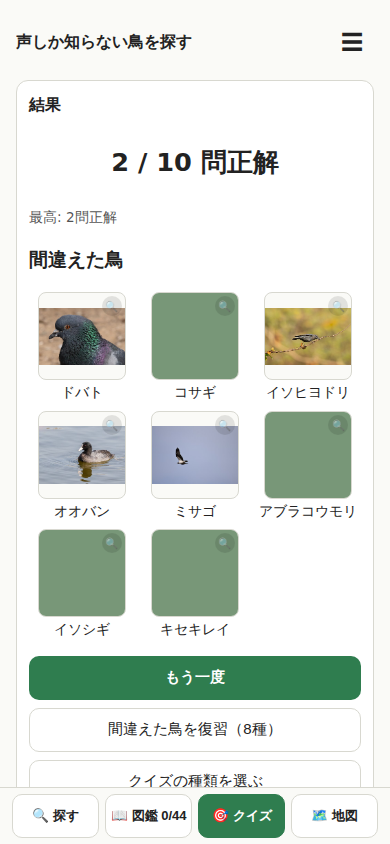 声しか知らない鳥を探す
結果
2 / 10 問正解
最高: 2問正解
間違えた鳥
ドバト
コサギ
イソヒヨドリ
オオバン
ミサゴ
アブラコウモリ
イソシギ
キセキレイ
もう一度
間違えた鳥を復習（8種）
クイズの種類を選ぶ
探す
図鑑 0/44
クイズ
地図